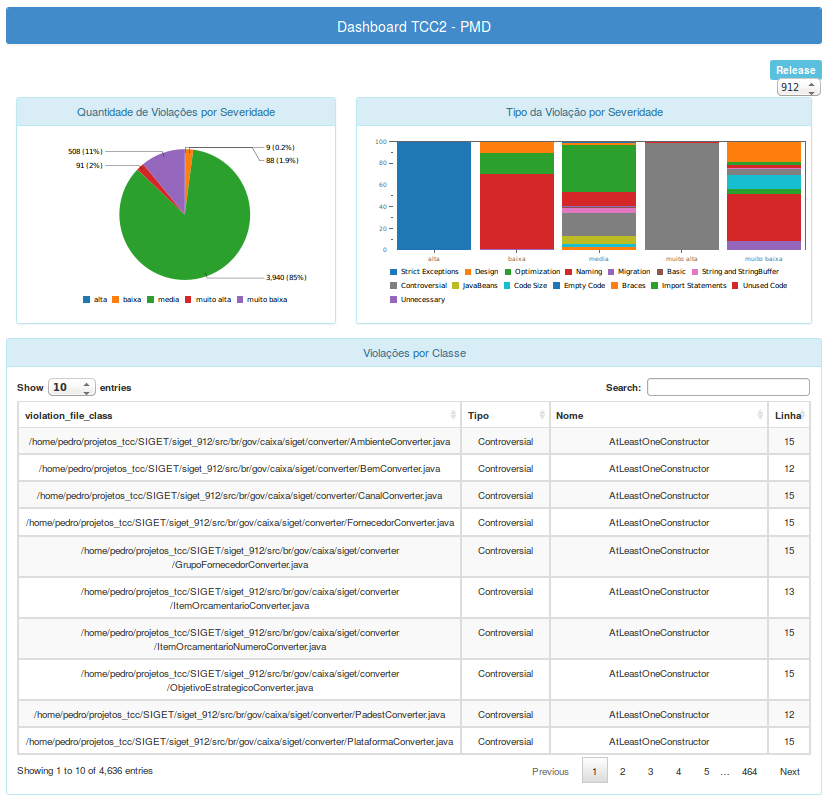 Dashboard TCC2 - PMD
Release
912
Quantidade de Violações por Severidade
508 (11%)
91 (2%)
9 (0.2%)
88 (1.9%)
3,940 (85%)
alta baixa media muito alta muito baixa
Tipo da Violação por Severidade
100
80
60
40
20
0
alta baixa media muito alta muito baixa
Strict Exceptions Design Optimization Naming Migration Basic String and StringBuffer
Controversial JavaBeans Code Size Empty Code Braces Import Statements Unused Code
Unnecessary
Violações por Classe
Show 10 entries Search:
violation_file_class Tipo Nome Linha
/home/pedro/projetos_tcc/SIGET/siget_912/src/br/gov/caixa/siget/converter/AmbienteConverter.java Controversial AtLeastOneConstructor 15
/home/pedro/projetos_tcc/SIGET/siget_912/src/br/gov/caixa/siget/converter/BemConverter.java Controversial AtLeastOneConstructor 12
/home/pedro/projetos_tcc/SIGET/siget_912/src/br/gov/caixa/siget/converter/CanalConverter.java Controversial AtLeastOneConstructor 15
/home/pedro/projetos_tcc/SIGET/siget_912/src/br/gov/caixa/siget/converter/FornecedorConverter.java Controversial AtLeastOneConstructor 15
/home/pedro/projetos_tcc/SIGET/siget_912/src/br/gov/caixa/siget/converter Controversial AtLeastOneConstructor 15
/GrupoFornecedorConverter.java
/home/pedro/projetos_tcc/SIGET/siget_912/src/br/gov/caixa/siget/converter Controversial AtLeastOneConstructor 13
/ItemOrcamentarioConverter.java
/home/pedro/projetos_tcc/SIGET/siget_912/src/br/gov/caixa/siget/converter Controversial AtLeastOneConstructor 15
/ItemOrcamentarioNumeroConverter.java
/home/pedro/projetos_tcc/SIGET/siget_912/src/br/gov/caixa/siget/converter Controversial AtLeastOneConstructor 15
/ObjetivoEstrategicoConverter.java
/home/pedro/projetos_tcc/SIGET/siget_912/src/br/gov/caixa/siget/converter/PadestConverter.java Controversial AtLeastOneConstructor 12
/home/pedro/projetos_tcc/SIGET/siget_912/src/br/gov/caixa/siget/converter/PlataformaConverter.java Controversial AtLeastOneConstructor 15
Showing 1 to 10 of 4,636 entries Previous 1 2 3 4 5 … 464 Next